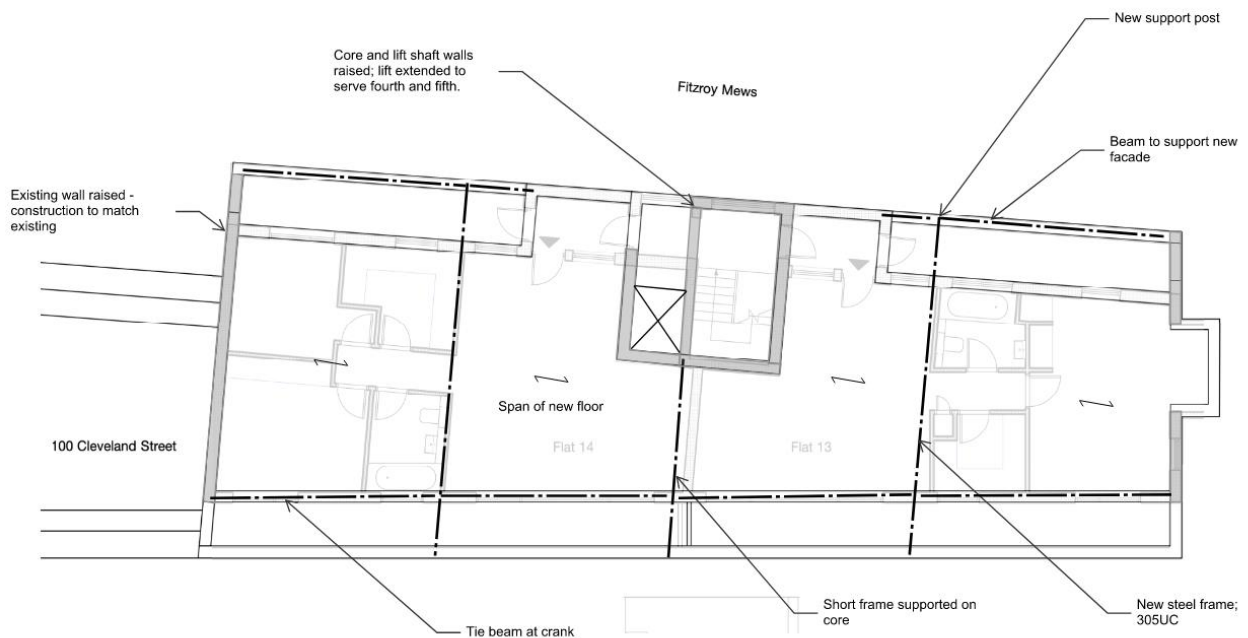 New support post
Core and lift shaft walls
raised; lift extended to
serve fourth and fifth.
Fitzroy Mews
Beam to support new
facade
Existing wall raised -
construction to match
existing
Span of new floor
100 Cleveland Street
Flat 14
Flat 13
Short frame supported on
core
New steel frame;
305UC
Tie beam at crank